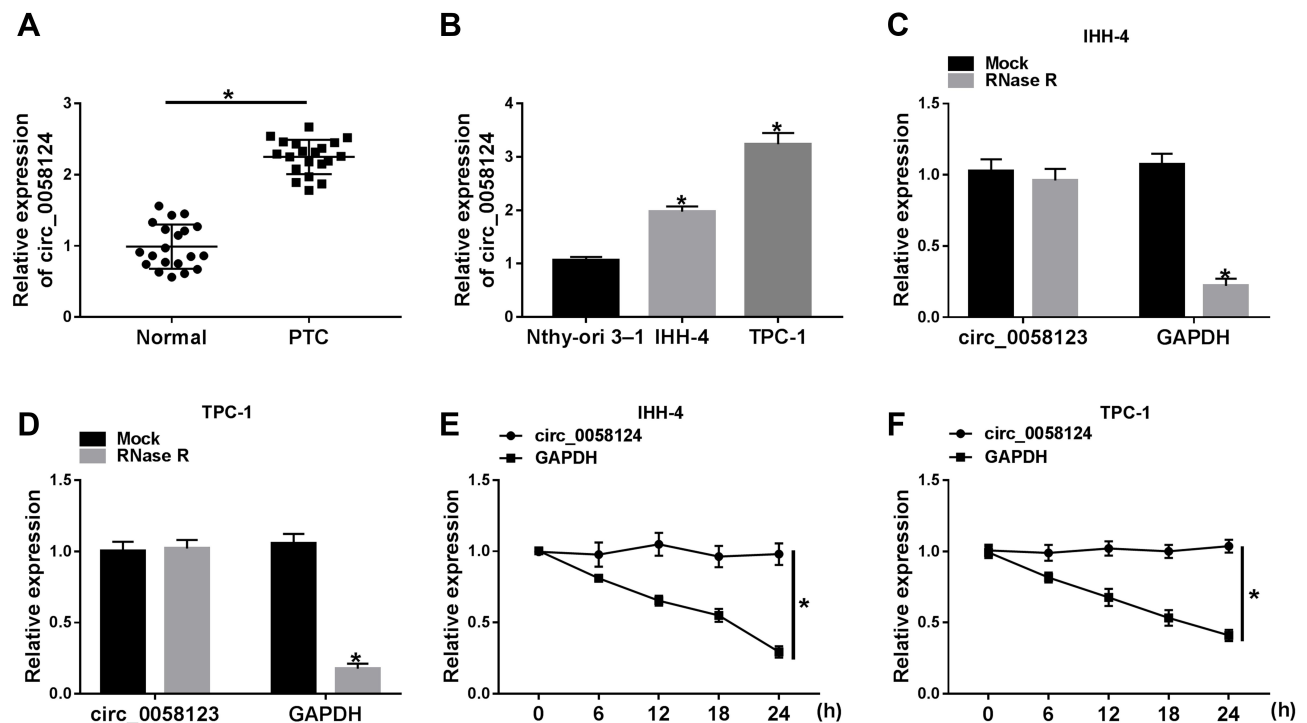 A
Relative expression
of circ_0058124
3
2
1
0
*
Normal
PTC
B
Relative expression
of circ_0058124
4
3
2
1
0
*
*
Nthy-ori 3–1
IHH-4
TPC-1
C
IHH-4
Mock
RNase R
Relative expression
1.5
1.0
0.5
0.0
*
circ_0058123
GAPDH
D
TPC-1
Mock
RNase R
Relative expression
1.5
1.0
0.5
0.0
*
circ_0058123
GAPDH
E
IHH-4
circ_0058124
GAPDH
Relative expression
1.5
1.0
0.5
0.0
*
0 6 12 18 24 (h)
F
TPC-1
circ_0058124
GAPDH
Relative expression
1.5
1.0
0.5
0.0
*
0 6 12 18 24 (h)